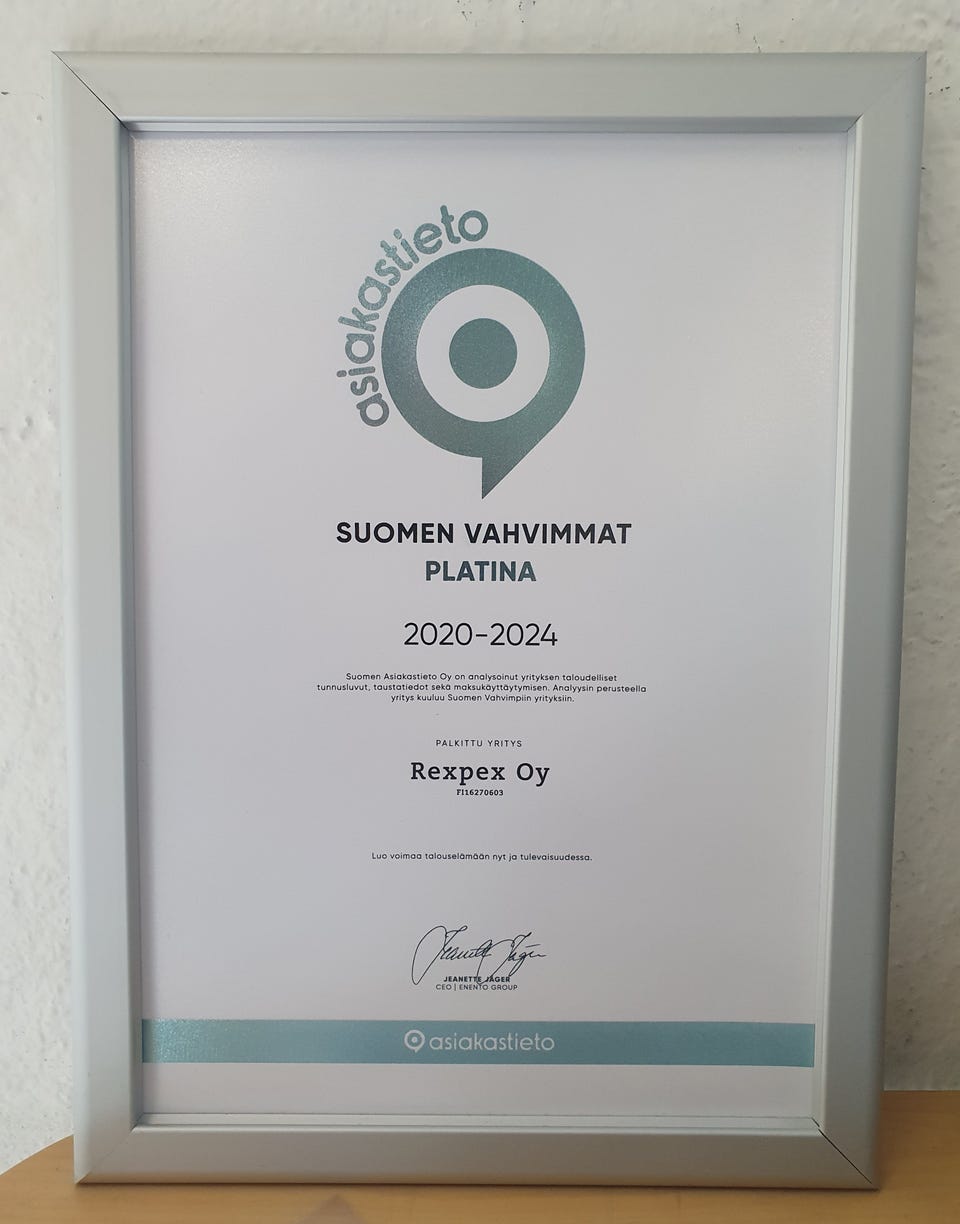 asiakastieto
SUOMEN VAHVIMMAT
PLATINA
2020-2024
Suomen Asiakastieto Oy on analysoinut yrityksen taloudelliset
tunnusluvut, taustatiedot sekä maksukäyttäytymisen. Analyysin perusteella
yritys kuuluu Suomen Vahvimpiin yrityksiin.
PALKITTU YRITYS
Rexpex Oy
FI16270603
Luo voimaa talouselämään nyt ja tulevaisuudessa.
Jeanette Jäger
JEANETTE JÄGER
CEO | ENENTO GROUP
asiakastieto